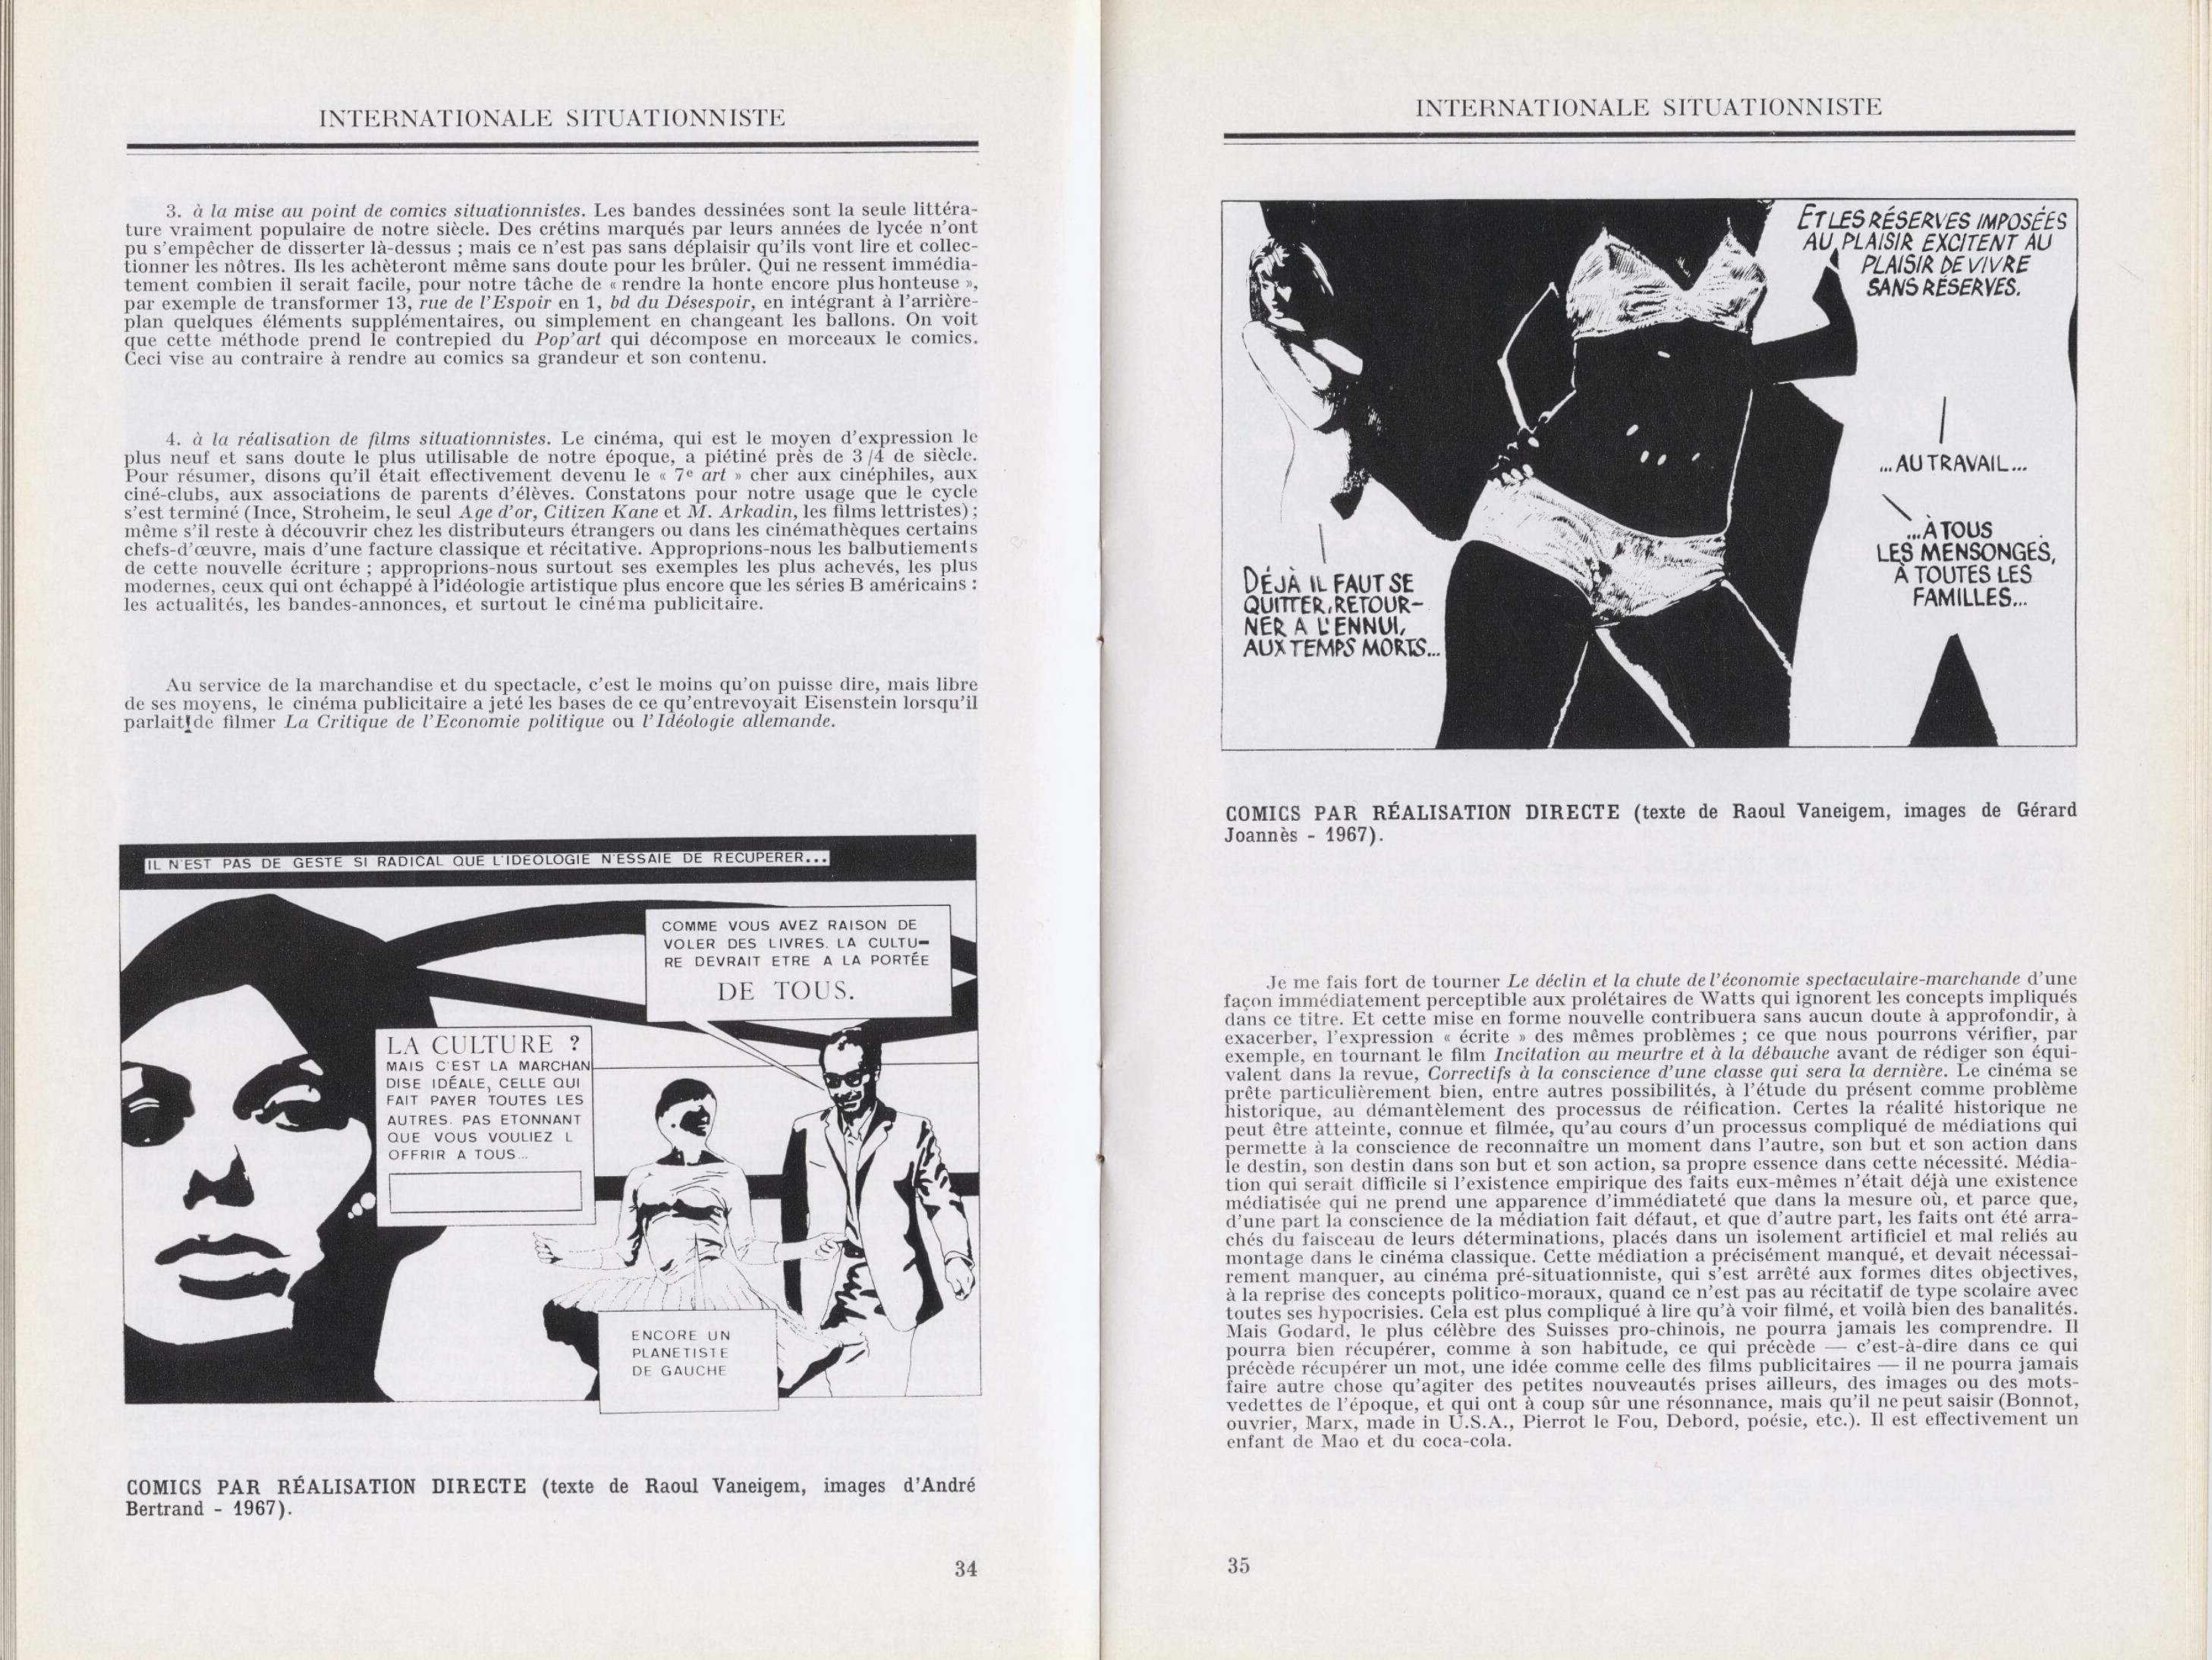 INTERNATIONALE SITUATIONNISTE
3. à la mise au point de comics situationnistes. Les bandes dessinées sont la seule littéra-
ture vraiment populaire de notre siècle. Des crétins marqués par leurs années de lycée n'ont
pu s'empêcher de disserter là-dessus ; mais ce n'est pas sans déplaisir qu'ils vont lire et collec-
tionner les nôtres. Ils les achèteront même sans doute pour les brûler. Qui ne ressent immédia-
tement combien il serait facile, pour notre tâche de « rendre la honte encore plus honteuse »,
par exemple de transformer 13, rue de l'Espoir en 1, bd du Désespoir, en intégrant à l'arrière-
plan quelques éléments supplémentaires, ou simplement en changeant les ballons. On voit
que cette méthode prend le contrepied du Pop'art qui décompose en morceaux le comics.
Ceci vise au contraire à rendre au comics sa grandeur et son contenu.
4. à la réalisation de films situationnistes. Le cinéma, qui est le moyen d'expression le
plus neuf et sans doute le plus utilisable de notre époque, a piétiné près de 3/4 de siècle.
Pour résumer, disons qu'il était effectivement devenu le « 7e art » cher aux cinéphiles, aux
ciné-clubs, aux associations de parents d'élèves. Constatons pour notre usage que le cycle
s'est terminé (Ince, Stroheim, le seul Age d'or, Citizen Kane et M. Arkadin, les films lettristes) ;
même s'il reste à découvrir chez les distributeurs étrangers ou dans les cinémathèques certains
chefs-d'œuvre, mais d'une facture classique et récitative. Approprions-nous les balbutiements
de cette nouvelle écriture ; approprions-nous surtout ses exemples les plus achevés, les plus
modernes, ceux qui ont échappé à l'idéologie artistique plus encore que les séries B américains :
les actualités, les bandes-annonces, et surtout le cinéma publicitaire.
Au service de la marchandise et du spectacle, c'est le moins qu'on puisse dire, mais libre
de ses moyens, le cinéma publicitaire a jeté les bases de ce qu'entrevoyait Eisenstein lorsqu'il
parlait de filmer La Critique de l'Economie politique ou l'Idéologie allemande.
IL N'EST PAS DE GESTE SI RADICAL QUE L'IDEOLOGIE N'ESSAIE DE RECUPERER...
COMME VOUS AVEZ RAISON DE
VOLER DES LIVRES. LA CULTU-
RE DEVRAIT ETRE A LA PORTÉE
DE TOUS.
LA CULTURE ?
MAIS C'EST LA MARCHAN
DISE IDÉALE, CELLE QUI
FAIT PAYER TOUTES LES
AUTRES. PAS ETONNANT
QUE VOUS VOULIEZ L
OFFRIR A TOUS...
ENCORE UN
PLANETISTE
DE GAUCHE
COMICS PAR RÉALISATION DIRECTE (texte de Raoul Vaneigem, images d'André
Bertrand - 1967).
34
INTERNATIONALE SITUATIONNISTE
ET LES RÉSERVES IMPOSÉES
AU PLAISIR EXCITENT AU
PLAISIR DE VIVRE
SANS RÉSERVES.
DÉJÀ IL FAUT SE
QUITTER, RETOUR-
NER A L'ENNUI,
AUX TEMPS MORTS...
...AU TRAVAIL...
...À TOUS
LES MENSONGES,
À TOUTES LES
FAMILLES...
COMICS PAR RÉALISATION DIRECTE (texte de Raoul Vaneigem, images de Gérard
Joannès - 1967).
Je me fais fort de tourner Le déclin et la chute de l'économie spectaculaire-marchande d'une
façon immédiatement perceptible aux prolétaires de Watts qui ignorent les concepts impliqués
dans ce titre. Et cette mise en forme nouvelle contribuera sans aucun doute à approfondir, à
exacerber, l'expression « écrite » des mêmes problèmes ; ce que nous pourrons vérifier, par
exemple, en tournant le film Incitation au meurtre et à la débauche avant de rédiger son équi-
valent dans la revue, Correctifs à la conscience d'une classe qui sera la dernière. Le cinéma se
prête particulièrement bien, entre autres possibilités, à l'étude du présent comme problème
historique, au démantèlement des processus de réification. Certes la réalité historique ne
peut être atteinte, connue et filmée, qu'au cours d'un processus compliqué de médiations qui
permette à la conscience de reconnaître un moment dans l'autre, son but et son action dans
le destin, son destin dans son but et son action, sa propre essence dans cette nécessité. Média-
tion qui serait difficile si l'existence empirique des faits eux-mêmes n'était déjà une existence
médiatisée qui ne prend une apparence d'immédiateté que dans la mesure où, et parce que,
d'une part la conscience de la médiation fait défaut, et que d'autre part, les faits ont été arra-
chés du faisceau de leurs déterminations, placés dans un isolement artificiel et mal reliés au
montage dans le cinéma classique. Cette médiation a précisément manqué, et devait nécessai-
rement manquer, au cinéma pré-situationniste, qui s'est arrêté aux formes dites objectives,
à la reprise des concepts politico-moraux, quand ce n'est pas au récitatif de type scolaire avec
toutes ses hypocrisies. Cela est plus compliqué à lire qu'à voir filmé, et voilà bien des banalités.
Mais Godard, le plus célèbre des Suisses pro-chinois, ne pourra jamais les comprendre. Il
pourra bien récupérer, comme à son habitude, ce qui précède — c'est-à-dire dans ce qui
précède récupérer un mot, une idée comme celle des films publicitaires — il ne pourra jamais
faire autre chose qu'agiter des petites nouveautés prises ailleurs, des images ou des mots-
vedettes de l'époque, et qui ont à coup sûr une résonnance, mais qu'il ne peut saisir (Bonnot,
ouvrier, Marx, made in U.S.A., Pierrot le Fou, Debord, poésie, etc.). Il est effectivement un
enfant de Mao et du coca-cola.
35